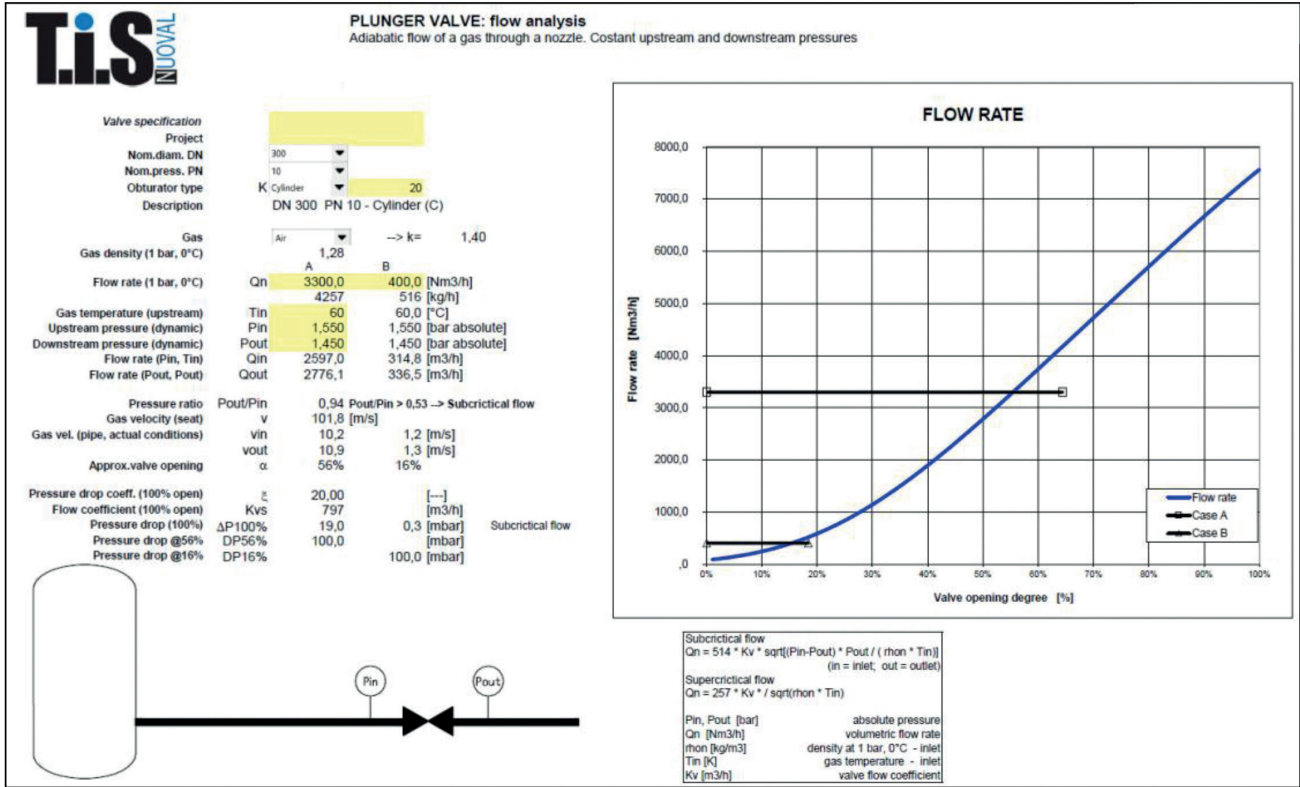 T.i.S NUOVAL
PLUNGER VALVE: flow analysis
Adiabatic flow of a gas through a nozzle. Costant upstream and downstream pressures
Valve specification
Project
Nom.diam. DN 300
Nom.press. PN 10
Obturator type K Cylinder 20
Description DN 300 PN 10 - Cylinder (C)
Gas Air --> k= 1,40
Gas density (1 bar, 0°C) 1,28
A B
Flow rate (1 bar, 0°C) Qn 3300,0 400,0 [Nm3/h]
4257 516 [kg/h]
Gas temperature (upstream) Tin 60 60,0 [°C]
Upstream pressure (dynamic) Pin 1,550 1,550 [bar absolute]
Downstream pressure (dynamic) Pout 1,450 1,450 [bar absolute]
Flow rate (Pin, Tin) Qin 2597,0 314,8 [m3/h]
Flow rate (Pout, Pout) Qout 2776,1 336,5 [m3/h]
Pressure ratio Pout/Pin 0,94 Pout/Pin > 0,53 --> Subcrictical flow
Gas velocity (seat) v 101,8 [m/s]
Gas vel. (pipe, actual conditions) vin 10,2 1,2 [m/s]
vout 10,9 1,3 [m/s]
Approx.valve opening α 56% 16%
Pressure drop coeff. (100% open) ξ 20,00 [---]
Flow coefficient (100% open) Kvs 797 [m3/h]
Pressure drop (100%) ΔP100% 19,0 0,3 [mbar] Subcrictical flow
Pressure drop @56% DP56% 100,0 [mbar]
Pressure drop @16% DP16% 100,0 [mbar]
Pin
Pout
FLOW RATE
Flow rate [Nm3/h]
8000,0
7000,0
6000,0
5000,0
4000,0
3000,0
2000,0
1000,0
,0
0% 10% 20% 30% 40% 50% 60% 70% 80% 90% 100%
Valve opening degree [%]
Flow rate
Case A
Case B
Subcrictical flow
Qn = 514 * Kv * sqrt[(Pin-Pout) * Pout / ( rhon * Tin)]
(in = inlet; out = outlet)
Supercrictical flow
Qn = 257 * Kv * / sqrt(rhon * Tin)
Pin, Pout [bar] absolute pressure
Qn [Nm3/h] volumetric flow rate
rhon [kg/m3] density at 1 bar, 0°C - inlet
Tin [K] gas temperature - inlet
Kv [m3/h] valve flow coefficient